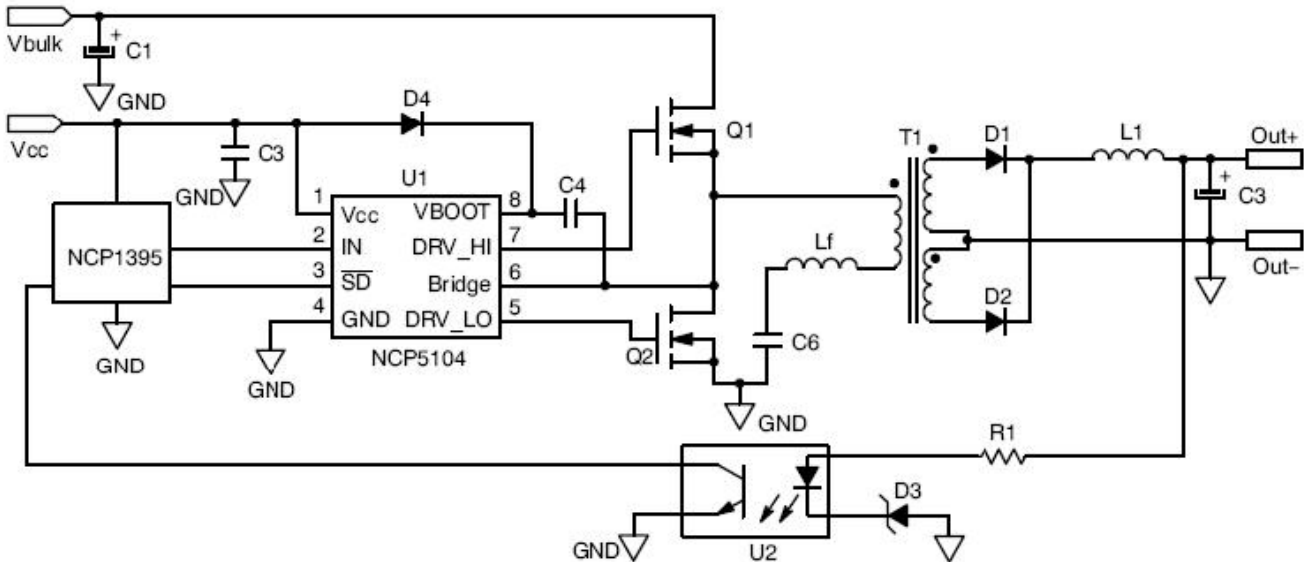 Vbulk
+
C1
GND
Vcc
D4
C3
GND
U1
C4
Q1
T1
D1
L1
Out+
+
C3
Out−
D2
NCP1395
GND
1 Vcc VBOOT 8
2 IN DRV_HI 7
3 SD Bridge 6
4 GND DRV_LO 5
NCP5104
GND
Lf
C6
Q2
GND
R1
D3
GND
U2